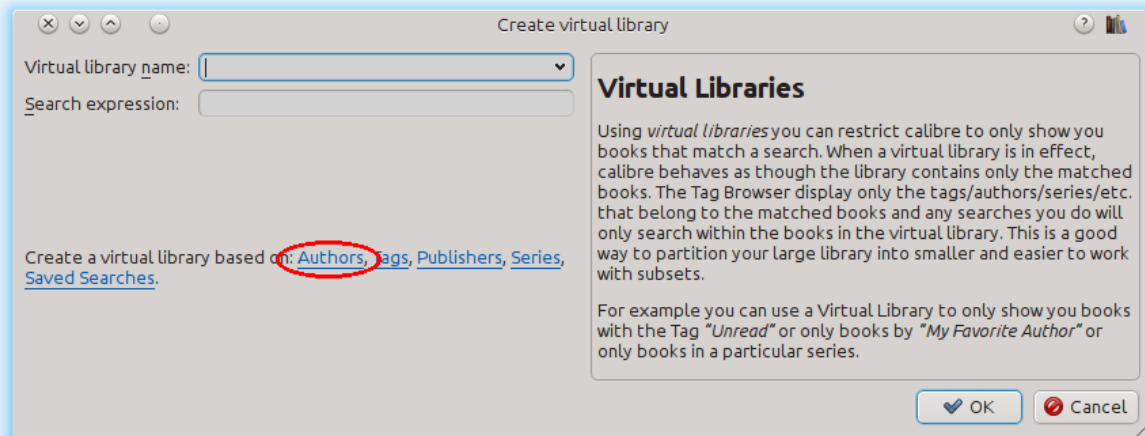 Create virtual library
Virtual library name:
Search expression:
Create a virtual library based on: Authors, Tags, Publishers, Series,
Saved Searches.
Virtual Libraries
Using virtual libraries you can restrict calibre to only show you
books that match a search. When a virtual library is in effect,
calibre behaves as though the library contains only the matched
books. The Tag Browser display only the tags/authors/series/etc.
that belong to the matched books and any searches you do will
only search within the books in the virtual library. This is a good
way to partition your large library into smaller and easier to work
with subsets.
For example you can use a Virtual Library to only show you books
with the Tag "Unread" or only books by "My Favorite Author" or
only books in a particular series.
OK
Cancel